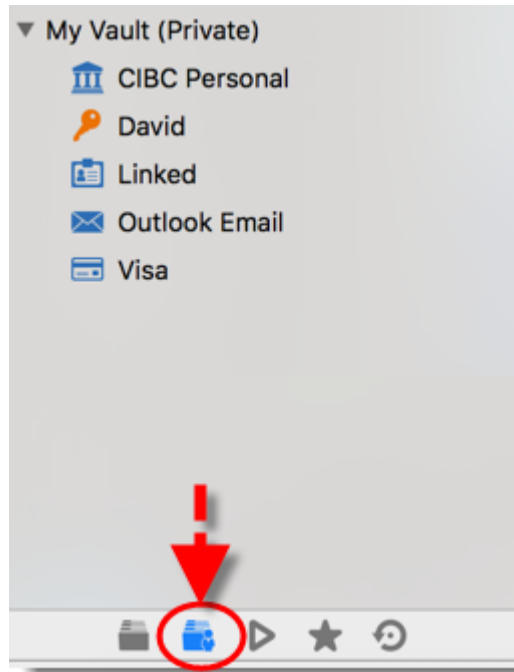 My Vault (Private)
CIBC Personal
David
Linked
Outlook Email
Visa